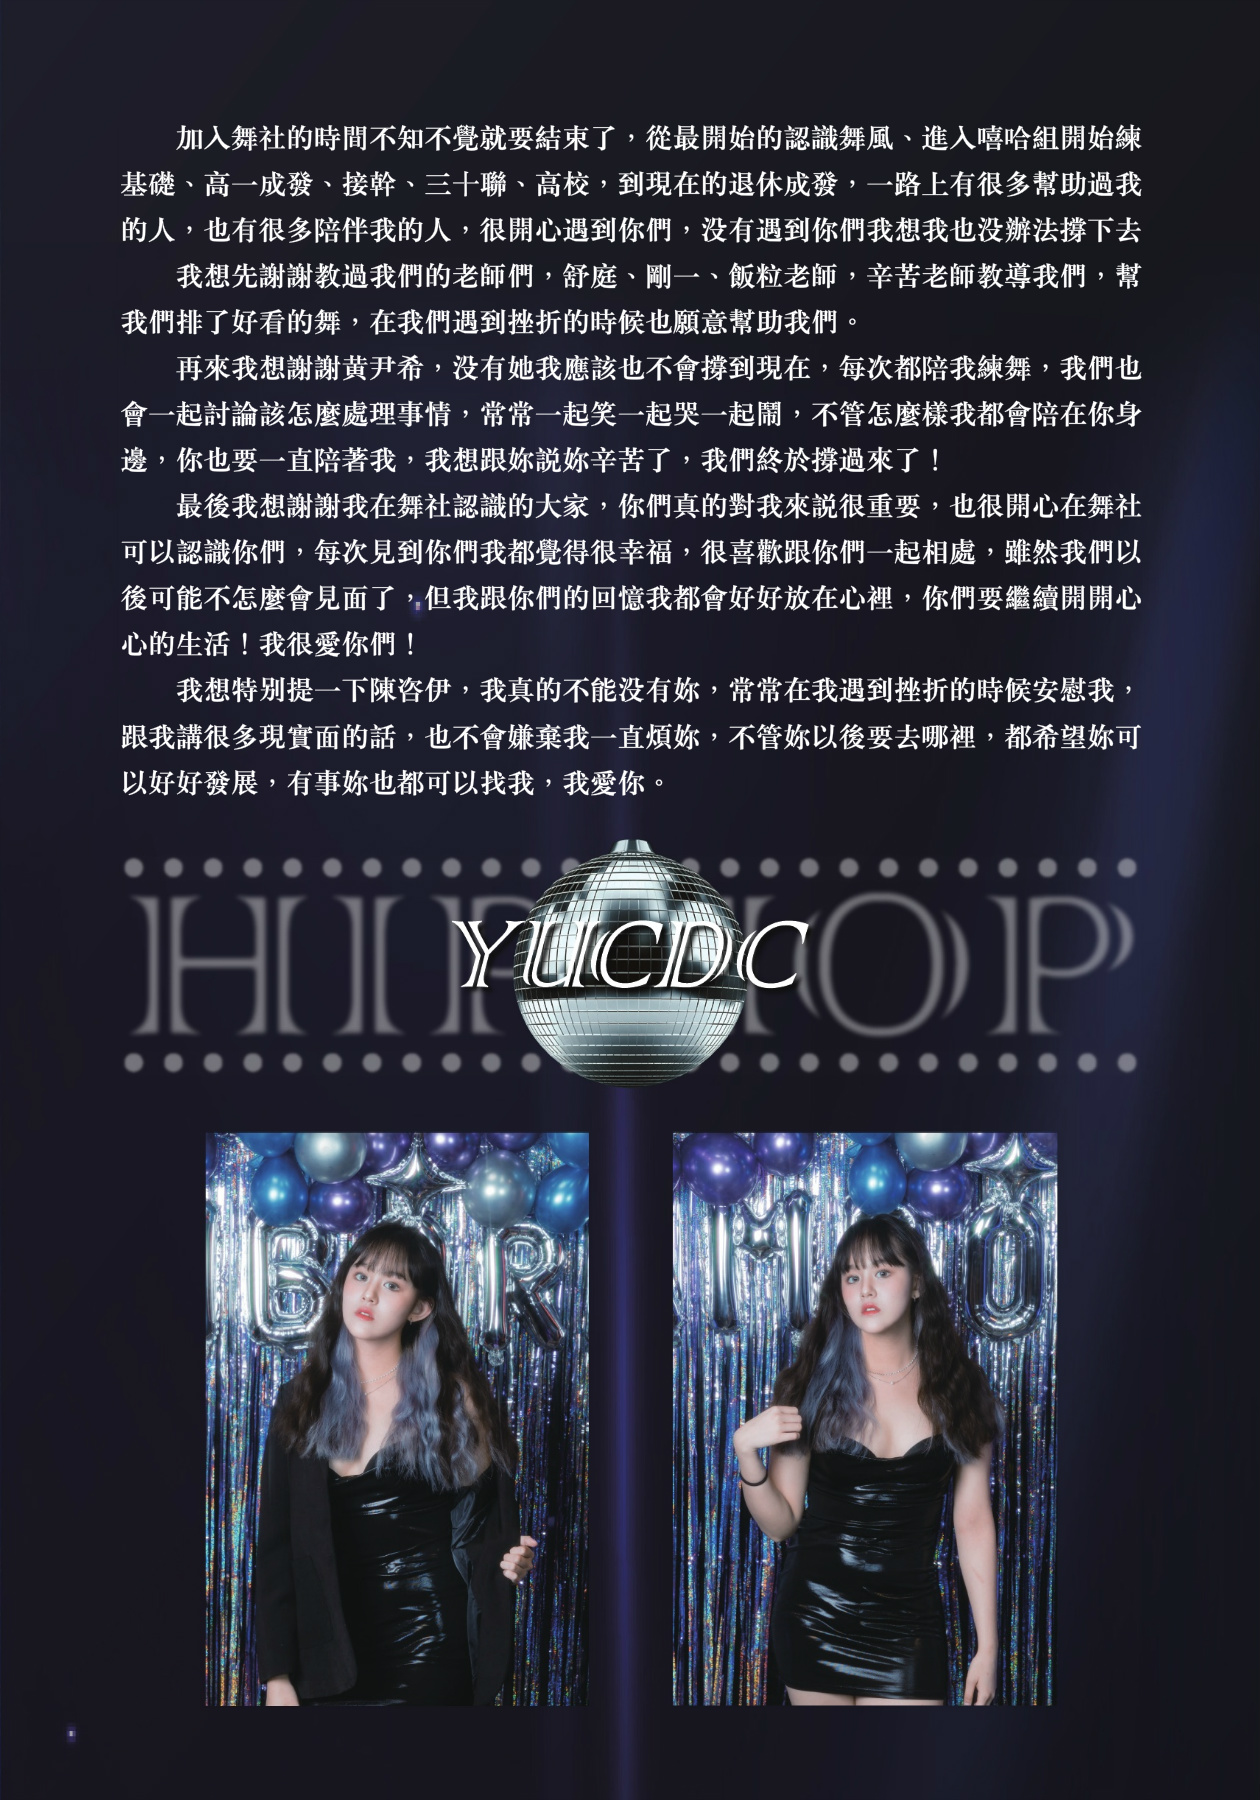 加入舞社的時間不知不覺就要結束了，從最開始的認識舞風、進入嘻哈組開始練
基礎、高一成發、接幹、三十聯、高校，到現在的退休成發，一路上有很多幫助過我
的人，也有很多陪伴我的人，很開心遇到你們，沒有遇到你們我想我也沒辦法撐下去
我想先謝謝教過我們的老師們，舒庭、剛一、飯粒老師，辛苦老師教導我們，幫
我們排了好看的舞，在我們遇到挫折的時候也願意幫助我們。
再來我想謝謝黃尹希，沒有她我應該也不會撐到現在，每次都陪我練舞，我們也
會一起討論該怎麼處理事情，常常一起笑一起哭一起鬧，不管怎麼樣我都會陪在你身
邊，你也要一直陪著我，我想跟妳說妳辛苦了，我們終於撐過來了！
最後我想謝謝我在舞社認識的大家，你們真的對我來說很重要，也很開心在舞社
可以認識你們，每次見到你們我都覺得很幸福，很喜歡跟你們一起相處，雖然我們以
後可能不怎麼會見面了，但我跟你們的回憶我都會好好放在心裡，你們要繼續開開心
心的生活！我很愛你們！
我想特別提一下陳咨伊，我真的不能沒有妳，常常在我遇到挫折的時候安慰我，
跟我講很多現實面的話，也不會嫌棄我一直煩妳，不管妳以後要去哪裡，都希望妳可
以好好發展，有事妳也都可以找我，我愛你。
HIPHOP
YUCDC